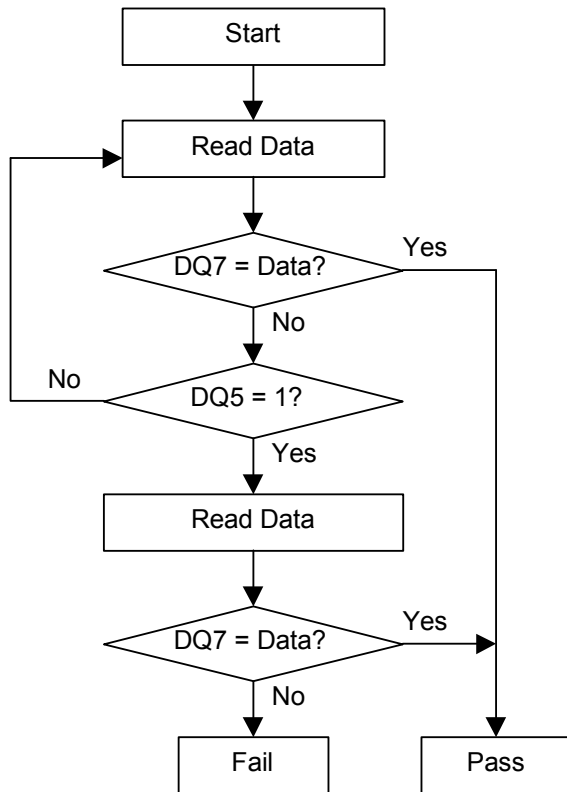 Start
Read Data
DQ7 = Data?
Yes
No
DQ5 = 1?
No
Yes
Read Data
DQ7 = Data?
Yes
No
Fail
Pass